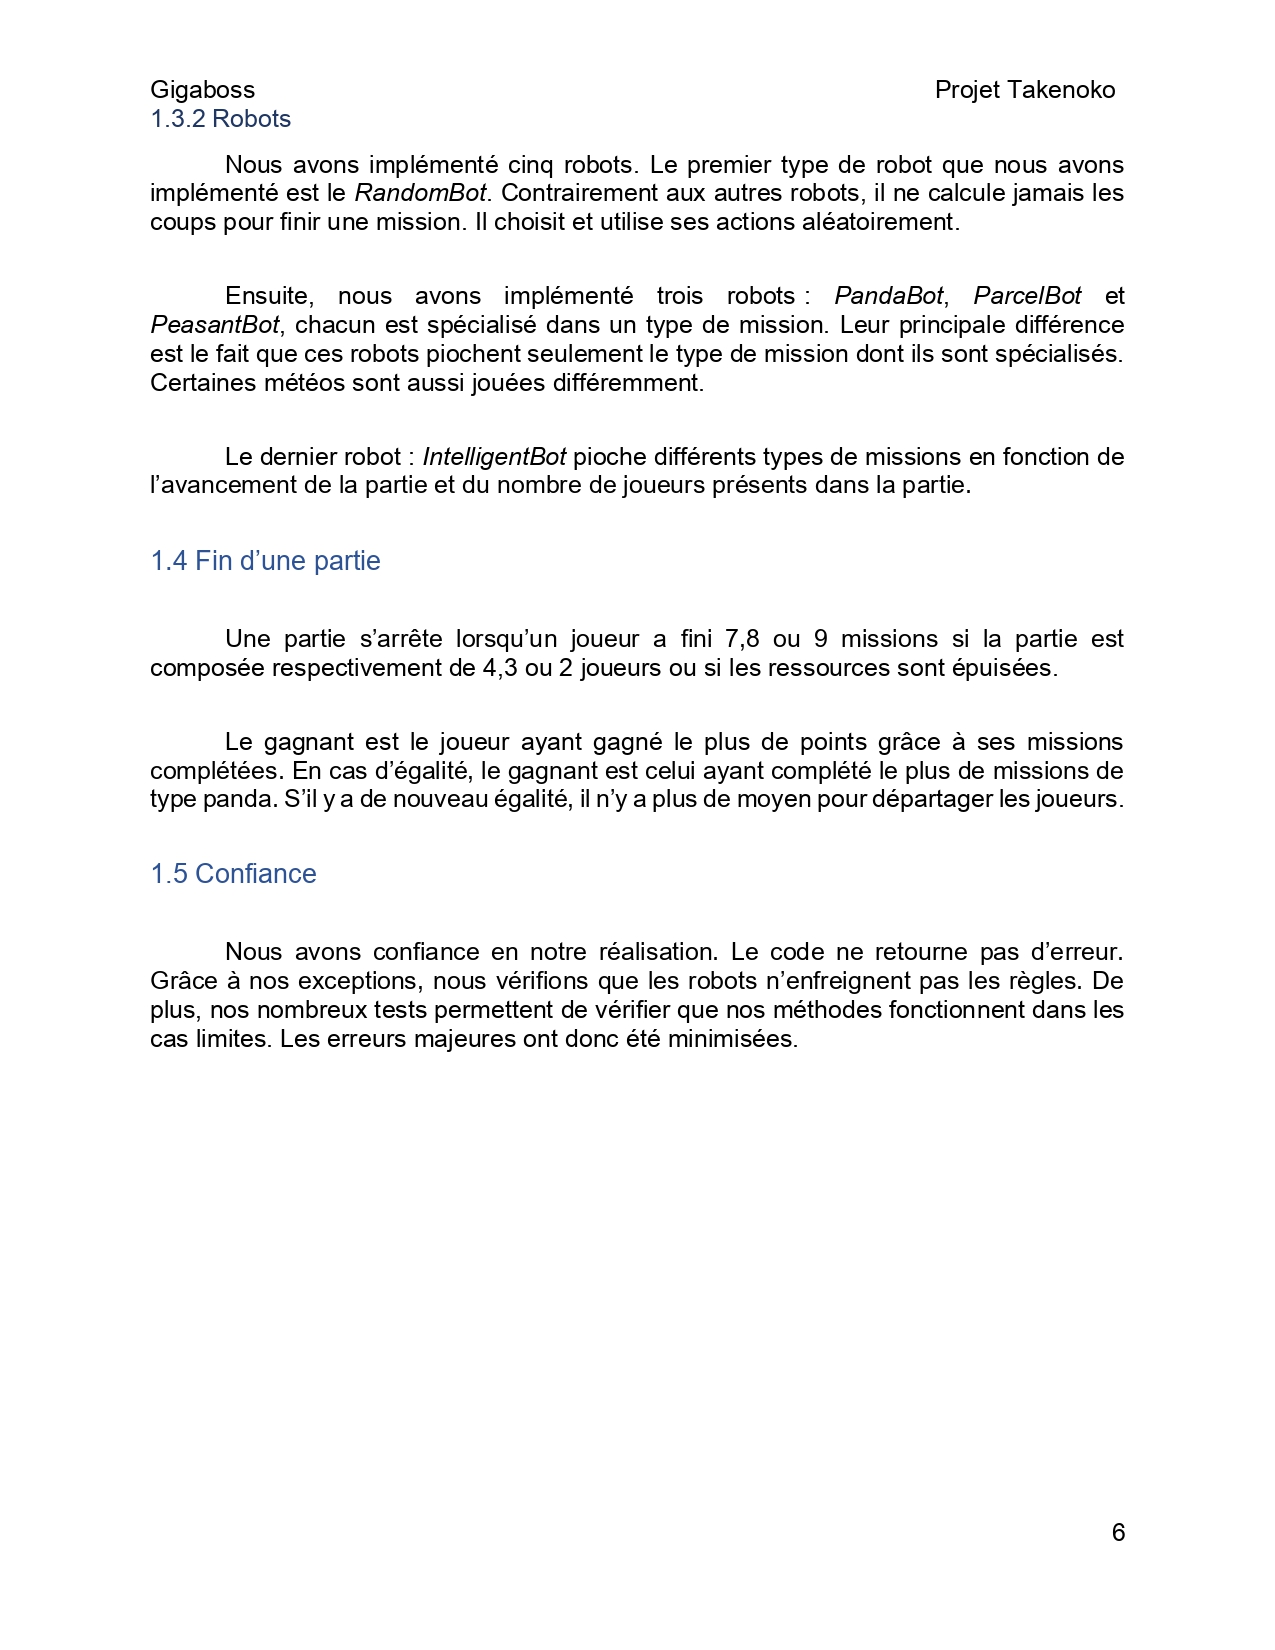 Gigaboss Projet Takenoko
1.3.2 Robots
Nous avons implémenté cinq robots. Le premier type de robot que nous avons
implémenté est le RandomBot. Contrairement aux autres robots, il ne calcule jamais les
coups pour finir une mission. Il choisit et utilise ses actions aléatoirement.
Ensuite, nous avons implémenté trois robots : PandaBot, ParcelBot et
PeasantBot, chacun est spécialisé dans un type de mission. Leur principale différence
est le fait que ces robots piochent seulement le type de mission dont ils sont spécialisés.
Certaines météos sont aussi jouées différemment.
Le dernier robot : IntelligentBot pioche différents types de missions en fonction de
l’avancement de la partie et du nombre de joueurs présents dans la partie.
1.4 Fin d’une partie
Une partie s’arrête lorsqu’un joueur a fini 7,8 ou 9 missions si la partie est
composée respectivement de 4,3 ou 2 joueurs ou si les ressources sont épuisées.
Le gagnant est le joueur ayant gagné le plus de points grâce à ses missions
complétées. En cas d’égalité, le gagnant est celui ayant complété le plus de missions de
type panda. S’il y a de nouveau égalité, il n’y a plus de moyen pour départager les joueurs.
1.5 Confiance
Nous avons confiance en notre réalisation. Le code ne retourne pas d’erreur.
Grâce à nos exceptions, nous vérifions que les robots n’enfreignent pas les règles. De
plus, nos nombreux tests permettent de vérifier que nos méthodes fonctionnent dans les
cas limites. Les erreurs majeures ont donc été minimisées.
6